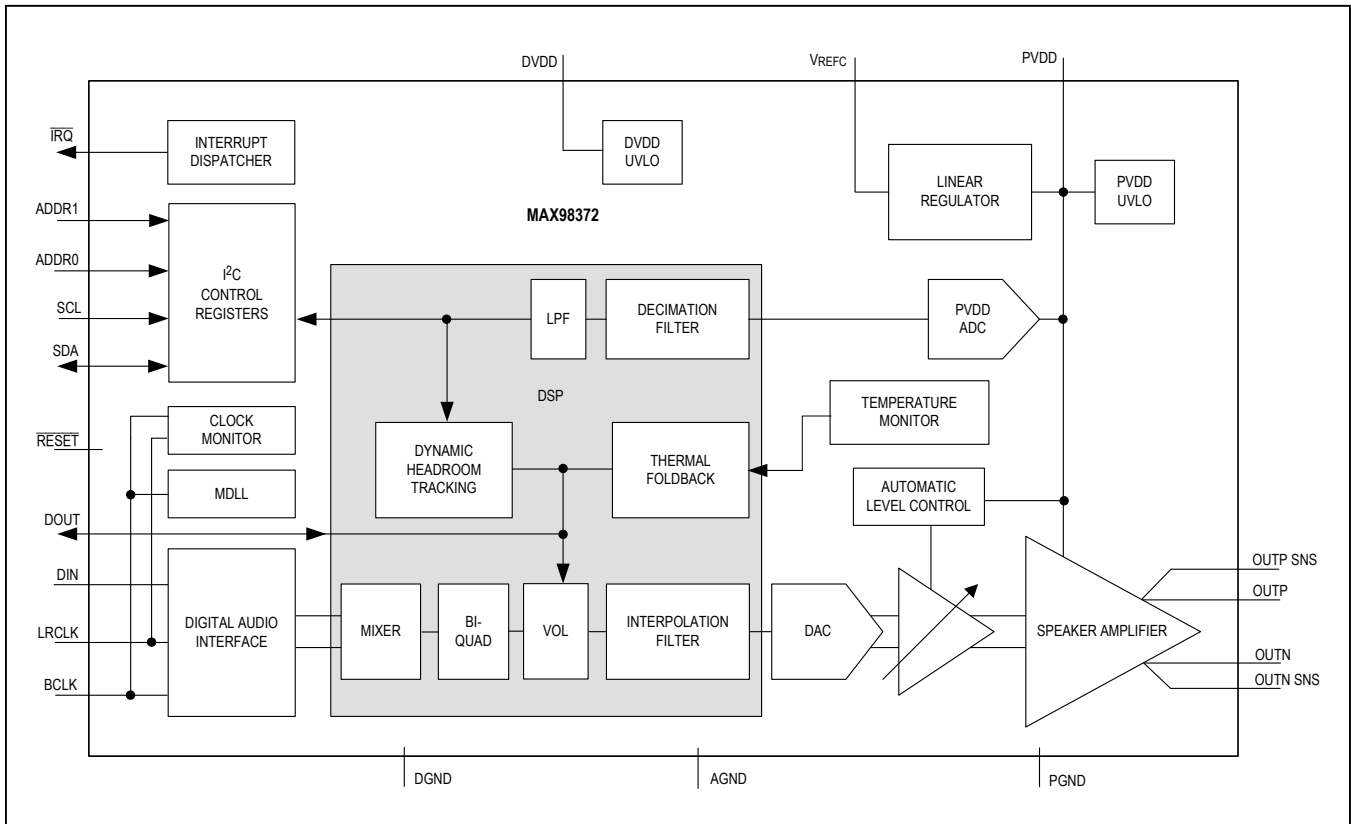 DVDD
VREFC
PVDD
IRQ
INTERRUPT
DISPATCHER
DVDD
UVLO
LINEAR
REGULATOR
PVDD
UVLO
MAX98372
ADDR1
ADDR0
SCL
SDA
I2C
CONTROL
REGISTERS
LPF
DECIMATION
FILTER
PVDD
ADC
DSP
TEMPERATURE
MONITOR
RESET
CLOCK
MONITOR
DYNAMIC
HEADROOM
TRACKING
THERMAL
FOLDBACK
MDLL
AUTOMATIC
LEVEL CONTROL
DOUT
DIN
LRCLK
BCLK
DIGITAL AUDIO
INTERFACE
MIXER
BI-
QUAD
VOL
INTERPOLATION
FILTER
DAC
SPEAKER AMPLIFIER
OUTP SNS
OUTP
OUTN
OUTN SNS
DGND
AGND
PGND